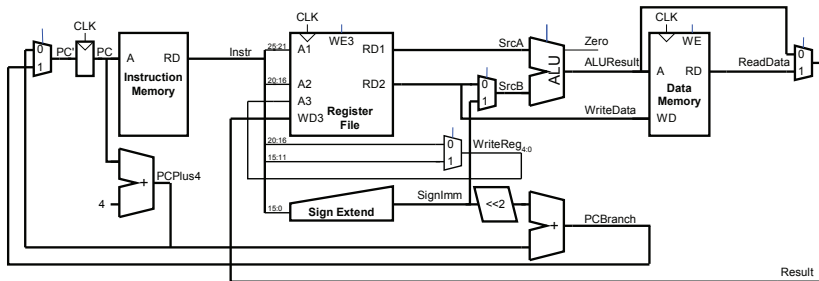 CLK
CLK
CLK
0
1
PC'
PC
A
RD
Instr
25:21
A1
WE3
RD1
SrcA
Zero
WE
0
1
Instruction
Memory
20:16
A2
RD2
0
1
SrcB
ALU
ALUResult
A
RD
ReadData
A3
Register
File
WD3
Data
Memory
WriteData
WD
20:16
15:11
0
1
WriteReg4:0
PCPlus4
+
4
15:0
Sign Extend
SignImm
<<2
+
PCBranch
Result